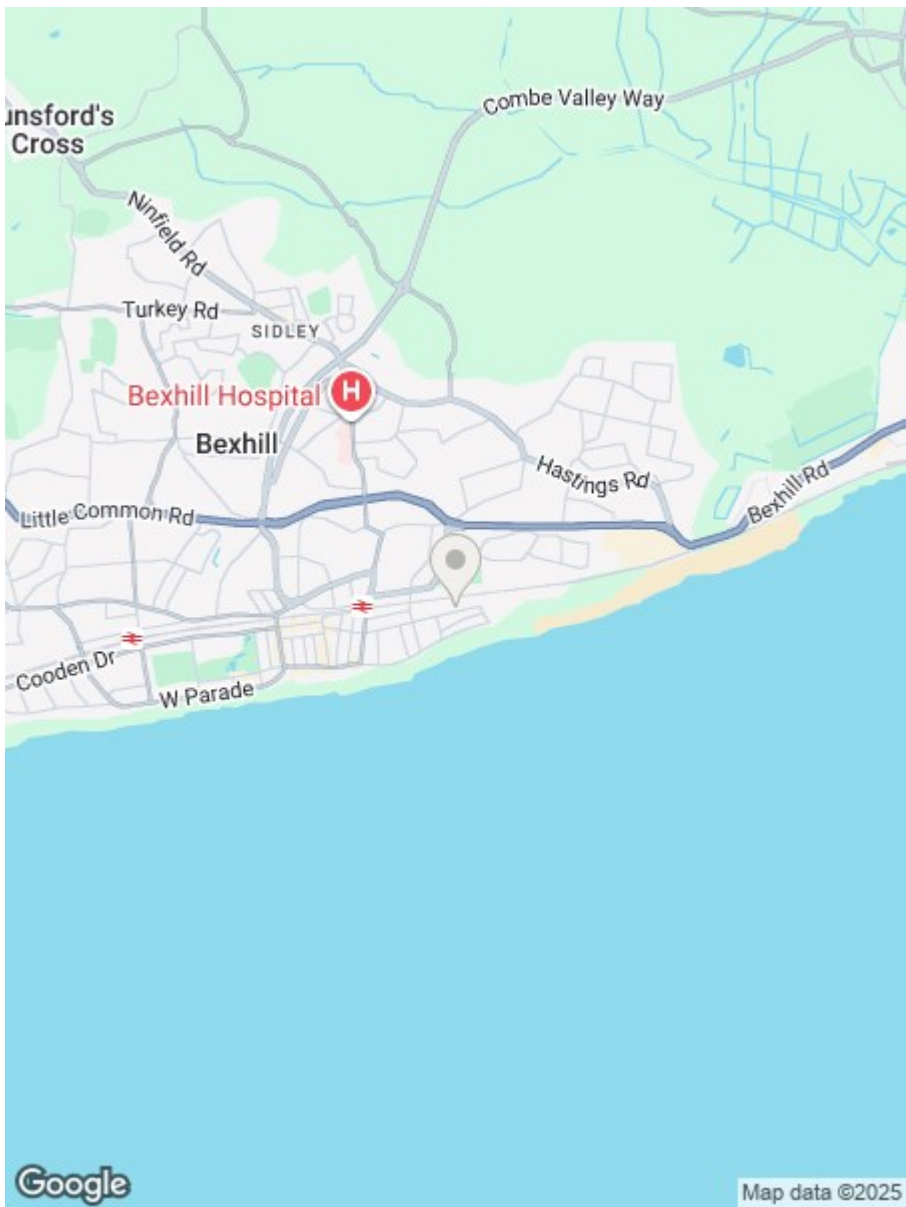 Combe Valley Way
unsford's
Cross
Ninfield Rd
Turkey Rd
SIDLEY
Bexhill Hospital
H
Bexhill
Hastings Rd
Bexhill Rd
Little Common Rd
Cooden Dr
W Parade
Google
Map data ©2025